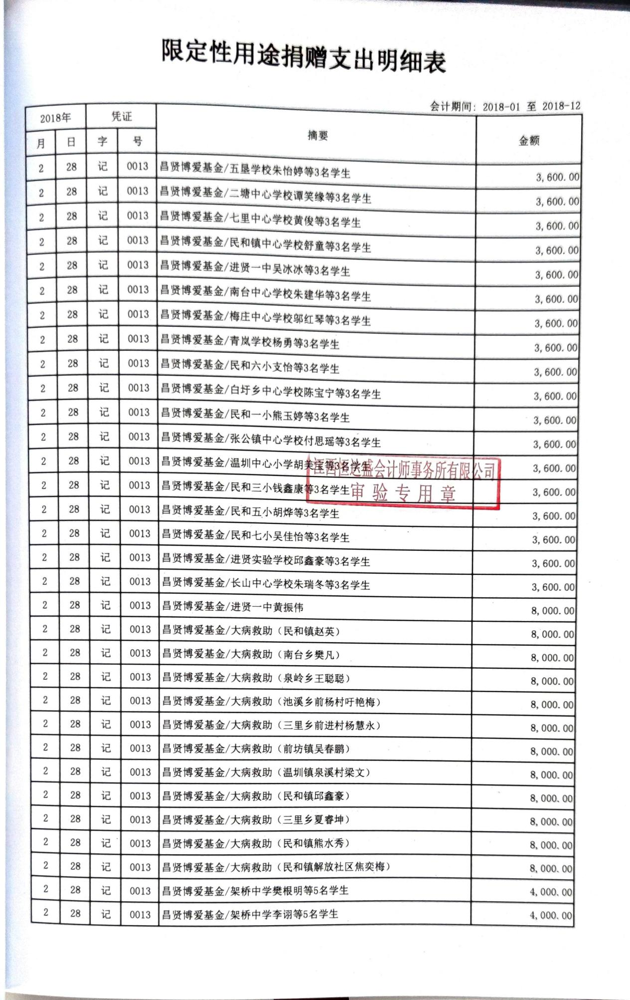 限定性用途捐赠支出明细表
会计期间: 2018-01 至 2018-12
2018年 凭证 摘要 金额
月 日 字 号
2 28 记 0013 昌贤博爱基金/五垦学校朱怡婷等3名学生 3,600.00
2 28 记 0013 昌贤博爱基金/二塘中心学校谭笑缘等3名学生 3,600.00
2 28 记 0013 昌贤博爱基金/七里中心学校黄俊等3名学生 3,600.00
2 28 记 0013 昌贤博爱基金/民和镇中心学校舒童等3名学生 3,600.00
2 28 记 0013 昌贤博爱基金/进贤一中吴冰冰等3名学生 3,600.00
2 28 记 0013 昌贤博爱基金/南台中心学校朱建华等3名学生 3,600.00
2 28 记 0013 昌贤博爱基金/梅庄中心学校邬红琴等3名学生 3,600.00
2 28 记 0013 昌贤博爱基金/青岚学校杨勇等3名学生 3,600.00
2 28 记 0013 昌贤博爱基金/民和六小支怡等3名学生 3,600.00
2 28 记 0013 昌贤博爱基金/白圩乡中心学校陈宝宁等3名学生 3,600.00
2 28 记 0013 昌贤博爱基金/民和一小熊玉婷等3名学生 3,600.00
2 28 记 0013 昌贤博爱基金/张公镇中心学校付思瑶等3名学生 3,600.00
2 28 记 0013 昌贤博爱基金/温圳中心小学胡美宝等3名学生 3,600.00
江西恒达盛会计师事务所有限公司
2 28 记 0013 昌贤博爱基金/民和三小钱鑫康等3名学生 3,600.00
审验专用章
2 28 记 0013 昌贤博爱基金/民和五小胡烨等3名学生 3,600.00
2 28 记 0013 昌贤博爱基金/民和七小吴佳怡等3名学生 3,600.00
2 28 记 0013 昌贤博爱基金/进贤实验学校邱鑫豪等3名学生 3,600.00
2 28 记 0013 昌贤博爱基金/长山中心学校朱瑞冬等3名学生 3,600.00
2 28 记 0013 昌贤博爱基金/进贤一中黄振伟 8,000.00
2 28 记 0013 昌贤博爱基金/大病救助（民和镇赵英） 8,000.00
2 28 记 0013 昌贤博爱基金/大病救助（南台乡樊凡） 8,000.00
2 28 记 0013 昌贤博爱基金/大病救助（泉岭乡王聪聪） 8,000.00
2 28 记 0013 昌贤博爱基金/大病救助（池溪乡前杨村吁艳梅） 8,000.00
2 28 记 0013 昌贤博爱基金/大病救助（三里乡前进村杨慧永） 8,000.00
2 28 记 0013 昌贤博爱基金/大病救助（前坊镇吴春鹏） 8,000.00
2 28 记 0013 昌贤博爱基金/大病救助（温圳镇泉溪村梁文） 8,000.00
2 28 记 0013 昌贤博爱基金/大病救助（民和镇邱鑫豪） 8,000.00
2 28 记 0013 昌贤博爱基金/大病救助（三里乡夏睿坤） 8,000.00
2 28 记 0013 昌贤博爱基金/大病救助（民和镇熊水秀） 8,000.00
2 28 记 0013 昌贤博爱基金/大病救助（民和镇解放社区焦奕梅） 8,000.00
2 28 记 0013 昌贤博爱基金/架桥中学樊根明等5名学生 4,000.00
2 28 记 0013 昌贤博爱基金/架桥中学李诩等5名学生 4,000.00